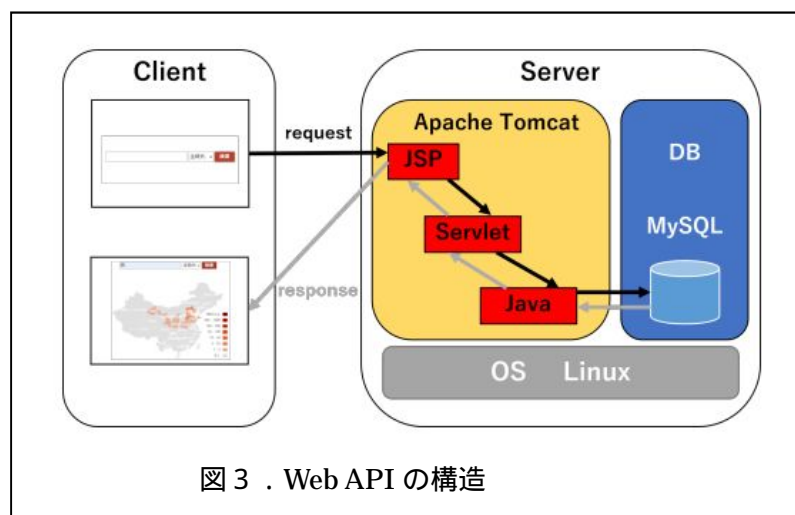 Client
Server
request
Apache Tomcat
JSP
DB
Servlet
MySQL
response
Java
OS Linux
図３．Web API の構造